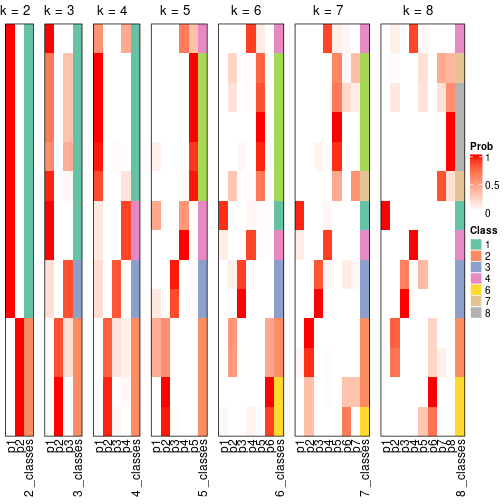 k = 2 k = 3 k = 4 k = 5 k = 6 k = 7 k = 8
Prob
1
0.5
0
Class
1
2
3
4
6
7
8
p1 p2 2_classes p1 p2 p3 3_classes p1 p2 p3 p4 4_classes p1 p2 p3 p4 p5 5_classes p1 p2 p3 p4 p5 p6 6_classes p1 p2 p3 p4 p5 p6 p7 7_classes p1 p2 p3 p4 p5 p6 p7 p8 8_classes